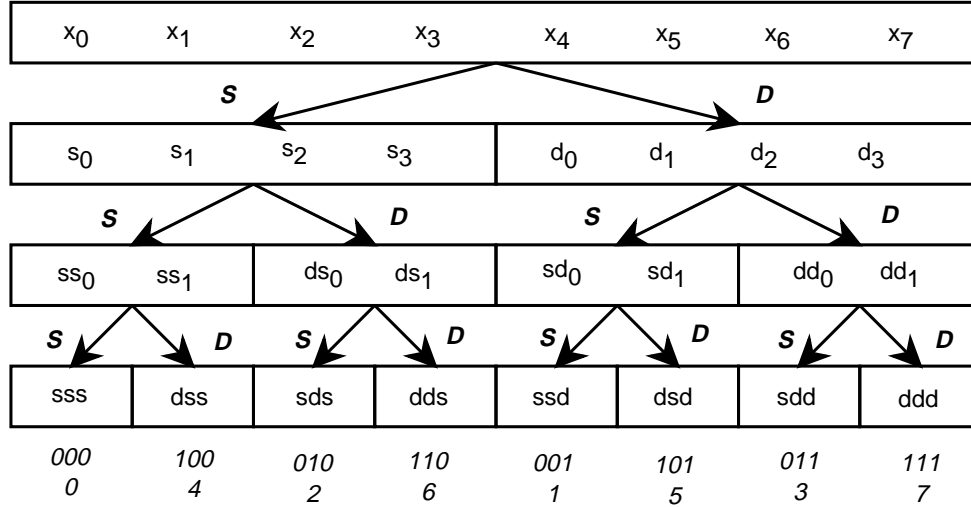 x0 x1 x2 x3 x4 x5 x6 x7
S D
s0 s1 s2 s3 d0 d1 d2 d3
S D S D
ss0 ss1 ds0 ds1 sd0 sd1 dd0 dd1
S D S D S D S D
sss dss sds dds ssd dsd sdd ddd
000 100 010 110 001 101 011 111
0 4 2 6 1 5 3 7